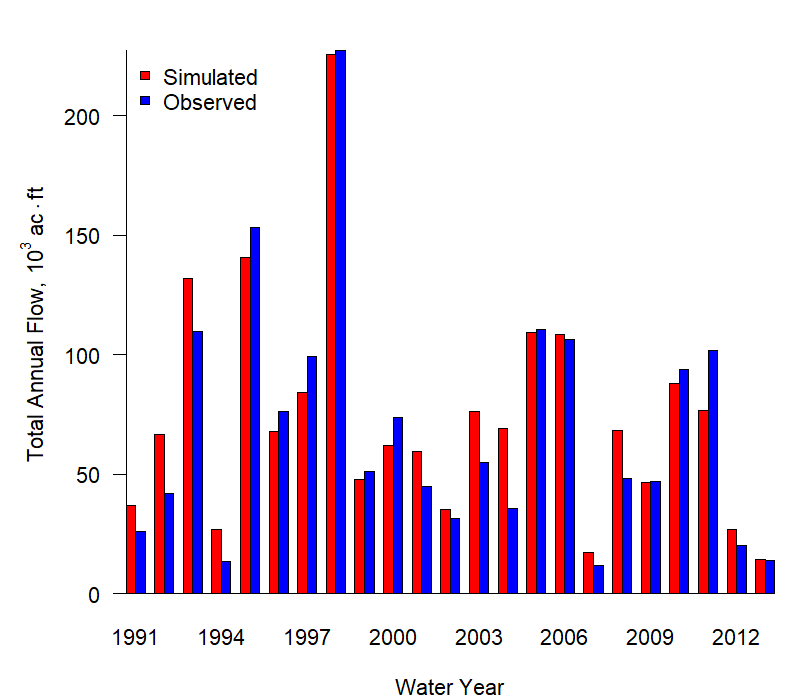 Simulated
Observed
Total Annual Flow, 10³ ac · ft
200
150
100
50
0
1991 1994 1997 2000 2003 2006 2009 2012
Water Year